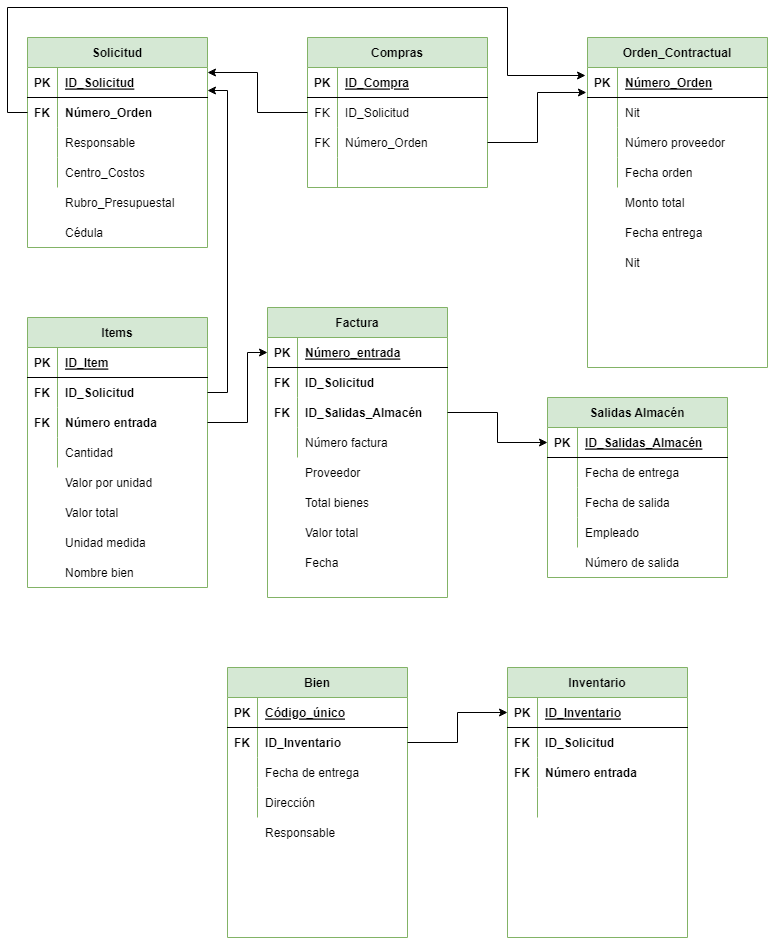 Solicitud
PK ID_Solicitud
FK Número_Orden
Responsable
Centro_Costos
Rubro_Presupuestal
Cédula
Compras
PK ID_Compra
FK ID_Solicitud
FK Número_Orden
Orden_Contractual
PK Número_Orden
Nit
Número proveedor
Fecha orden
Monto total
Fecha entrega
Nit
Items
PK ID_Item
FK ID_Solicitud
FK Número entrada
Cantidad
Valor por unidad
Valor total
Unidad medida
Nombre bien
Factura
PK Número_entrada
FK ID_Solicitud
FK ID_Salidas_Almacén
Número factura
Proveedor
Total bienes
Valor total
Fecha
Salidas Almacén
PK ID_Salidas_Almacén
Fecha de entrega
Fecha de salida
Empleado
Número de salida
Bien
PK Código_único
FK ID_Inventario
Fecha de entrega
Dirección
Responsable
Inventario
PK ID_Inventario
FK ID_Solicitud
FK Número entrada